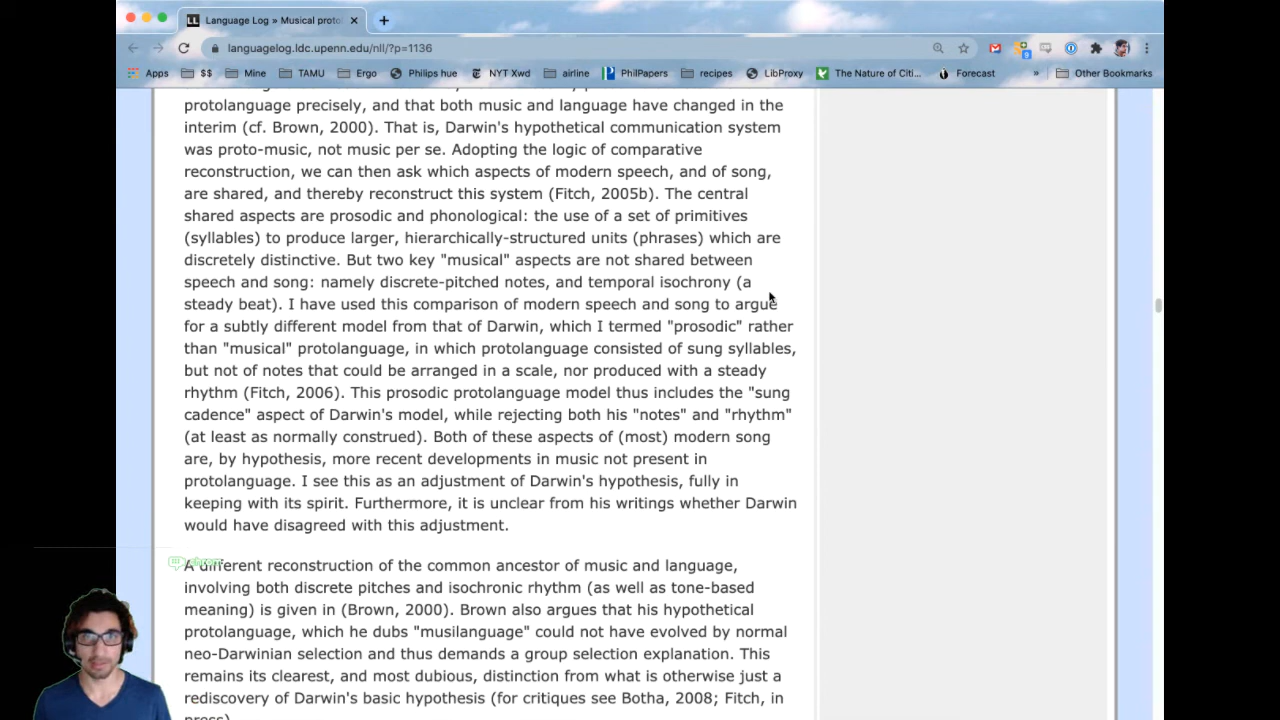 Language Log » Musical proto
languagelog.ldc.upenn.edu/nll/?p=1136
Apps $$ Mine TAMU Ergo Philips hue NYT Xwd airline PhilPapers recipes LibProxy The Nature of Citi... Forecast » Other Bookmarks
protolanguage precisely, and that both music and language have changed in the
interim (cf. Brown, 2000). That is, Darwin's hypothetical communication system
was proto-music, not music per se. Adopting the logic of comparative
reconstruction, we can then ask which aspects of modern speech, and of song,
are shared, and thereby reconstruct this system (Fitch, 2005b). The central
shared aspects are prosodic and phonological: the use of a set of primitives
(syllables) to produce larger, hierarchically-structured units (phrases) which are
discretely distinctive. But two key "musical" aspects are not shared between
speech and song: namely discrete-pitched notes, and temporal isochrony (a
steady beat). I have used this comparison of modern speech and song to argue
for a subtly different model from that of Darwin, which I termed "prosodic" rather
than "musical" protolanguage, in which protolanguage consisted of sung syllables,
but not of notes that could be arranged in a scale, nor produced with a steady
rhythm (Fitch, 2006). This prosodic protolanguage model thus includes the "sung
cadence" aspect of Darwin's model, while rejecting both his "notes" and "rhythm"
(at least as normally construed). Both of these aspects of (most) modern song
are, by hypothesis, more recent developments in music not present in
protolanguage. I see this as an adjustment of Darwin's hypothesis, fully in
keeping with its spirit. Furthermore, it is unclear from his writings whether Darwin
would have disagreed with this adjustment.
A different reconstruction of the common ancestor of music and language,
involving both discrete pitches and isochronic rhythm (as well as tone-based
meaning) is given in (Brown, 2000). Brown also argues that his hypothetical
protolanguage, which he dubs "musilanguage" could not have evolved by normal
neo-Darwinian selection and thus demands a group selection explanation. This
remains its clearest, and most dubious, distinction from what is otherwise just a
rediscovery of Darwin's basic hypothesis (for critiques see Botha, 2008; Fitch, in
press).